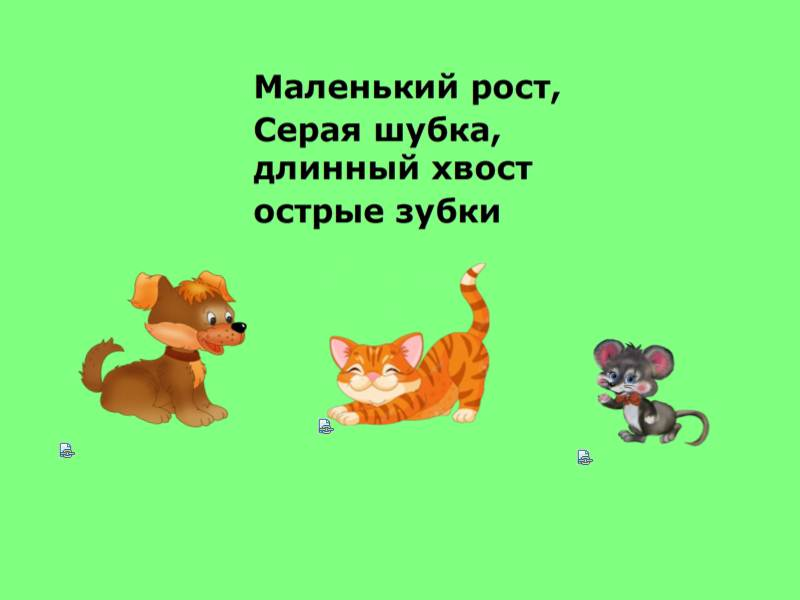 Маленький рост,
Серая шубка,
длинный хвост
острые зубки